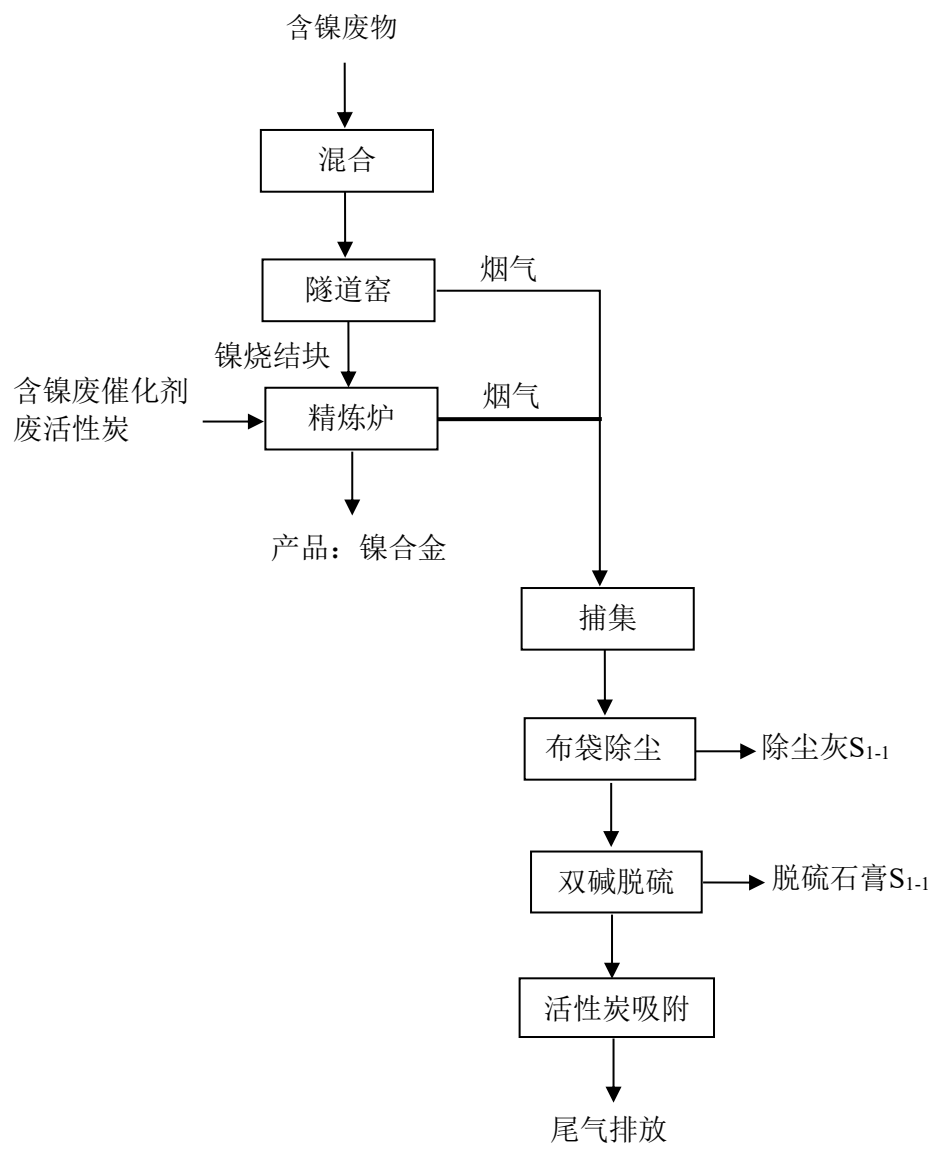 含镍废物
混合
隧道窑
烟气
镍烧结块
含镍废催化剂
废活性炭
精炼炉
烟气
产品：镍合金
捕集
布袋除尘
除尘灰S1-1
双碱脱硫
脱硫石膏S1-1
活性炭吸附
尾气排放